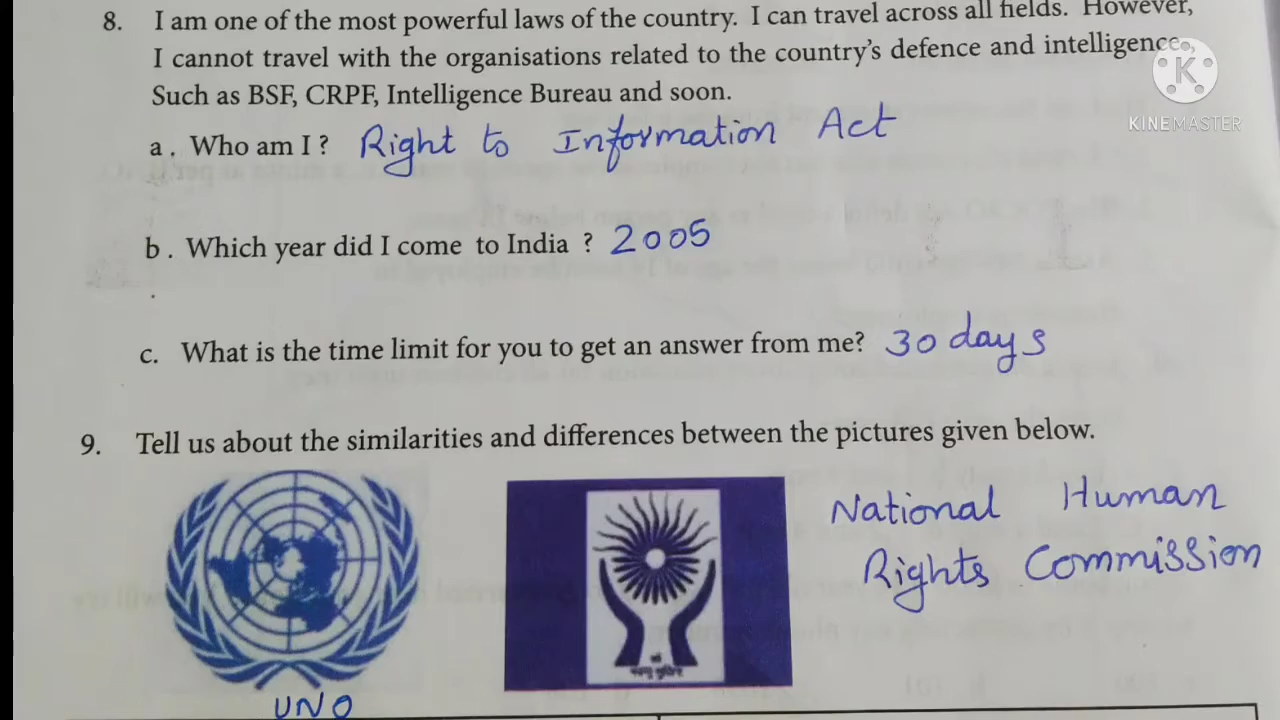 8. I am one of the most powerful laws of the country. I can travel across all fields. However,
I cannot travel with the organisations related to the country's defence and intelligence,
Such as BSF, CRPF, Intelligence Bureau and soon.
KINEMASTER
a. Who am I ? Right to Information Act
b. Which year did I come to India ? 2005
c. What is the time limit for you to get an answer from me? 30 days
9. Tell us about the similarities and differences between the pictures given below.
National Human
Rights Commission
UNO